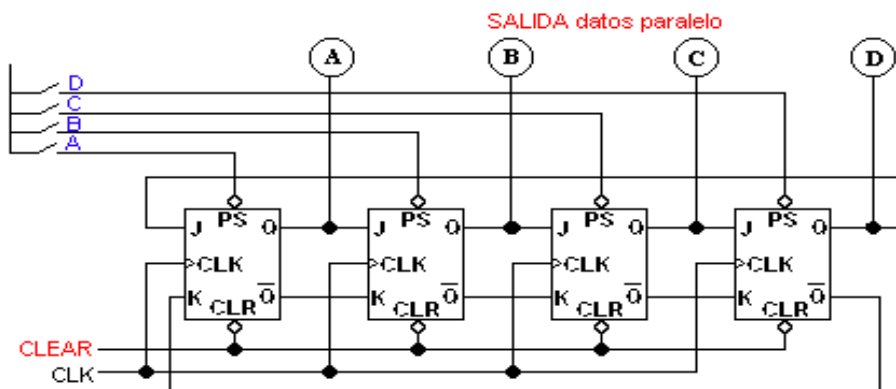 SALIDA datos paralelo
A B C D
D
C
B
A
J PS Q J PS Q J PS Q J PS Q
CLK CLK CLK CLK
K CLR Q̅ K CLR Q̅ K CLR Q̅ K CLR Q̅
CLEAR
CLK